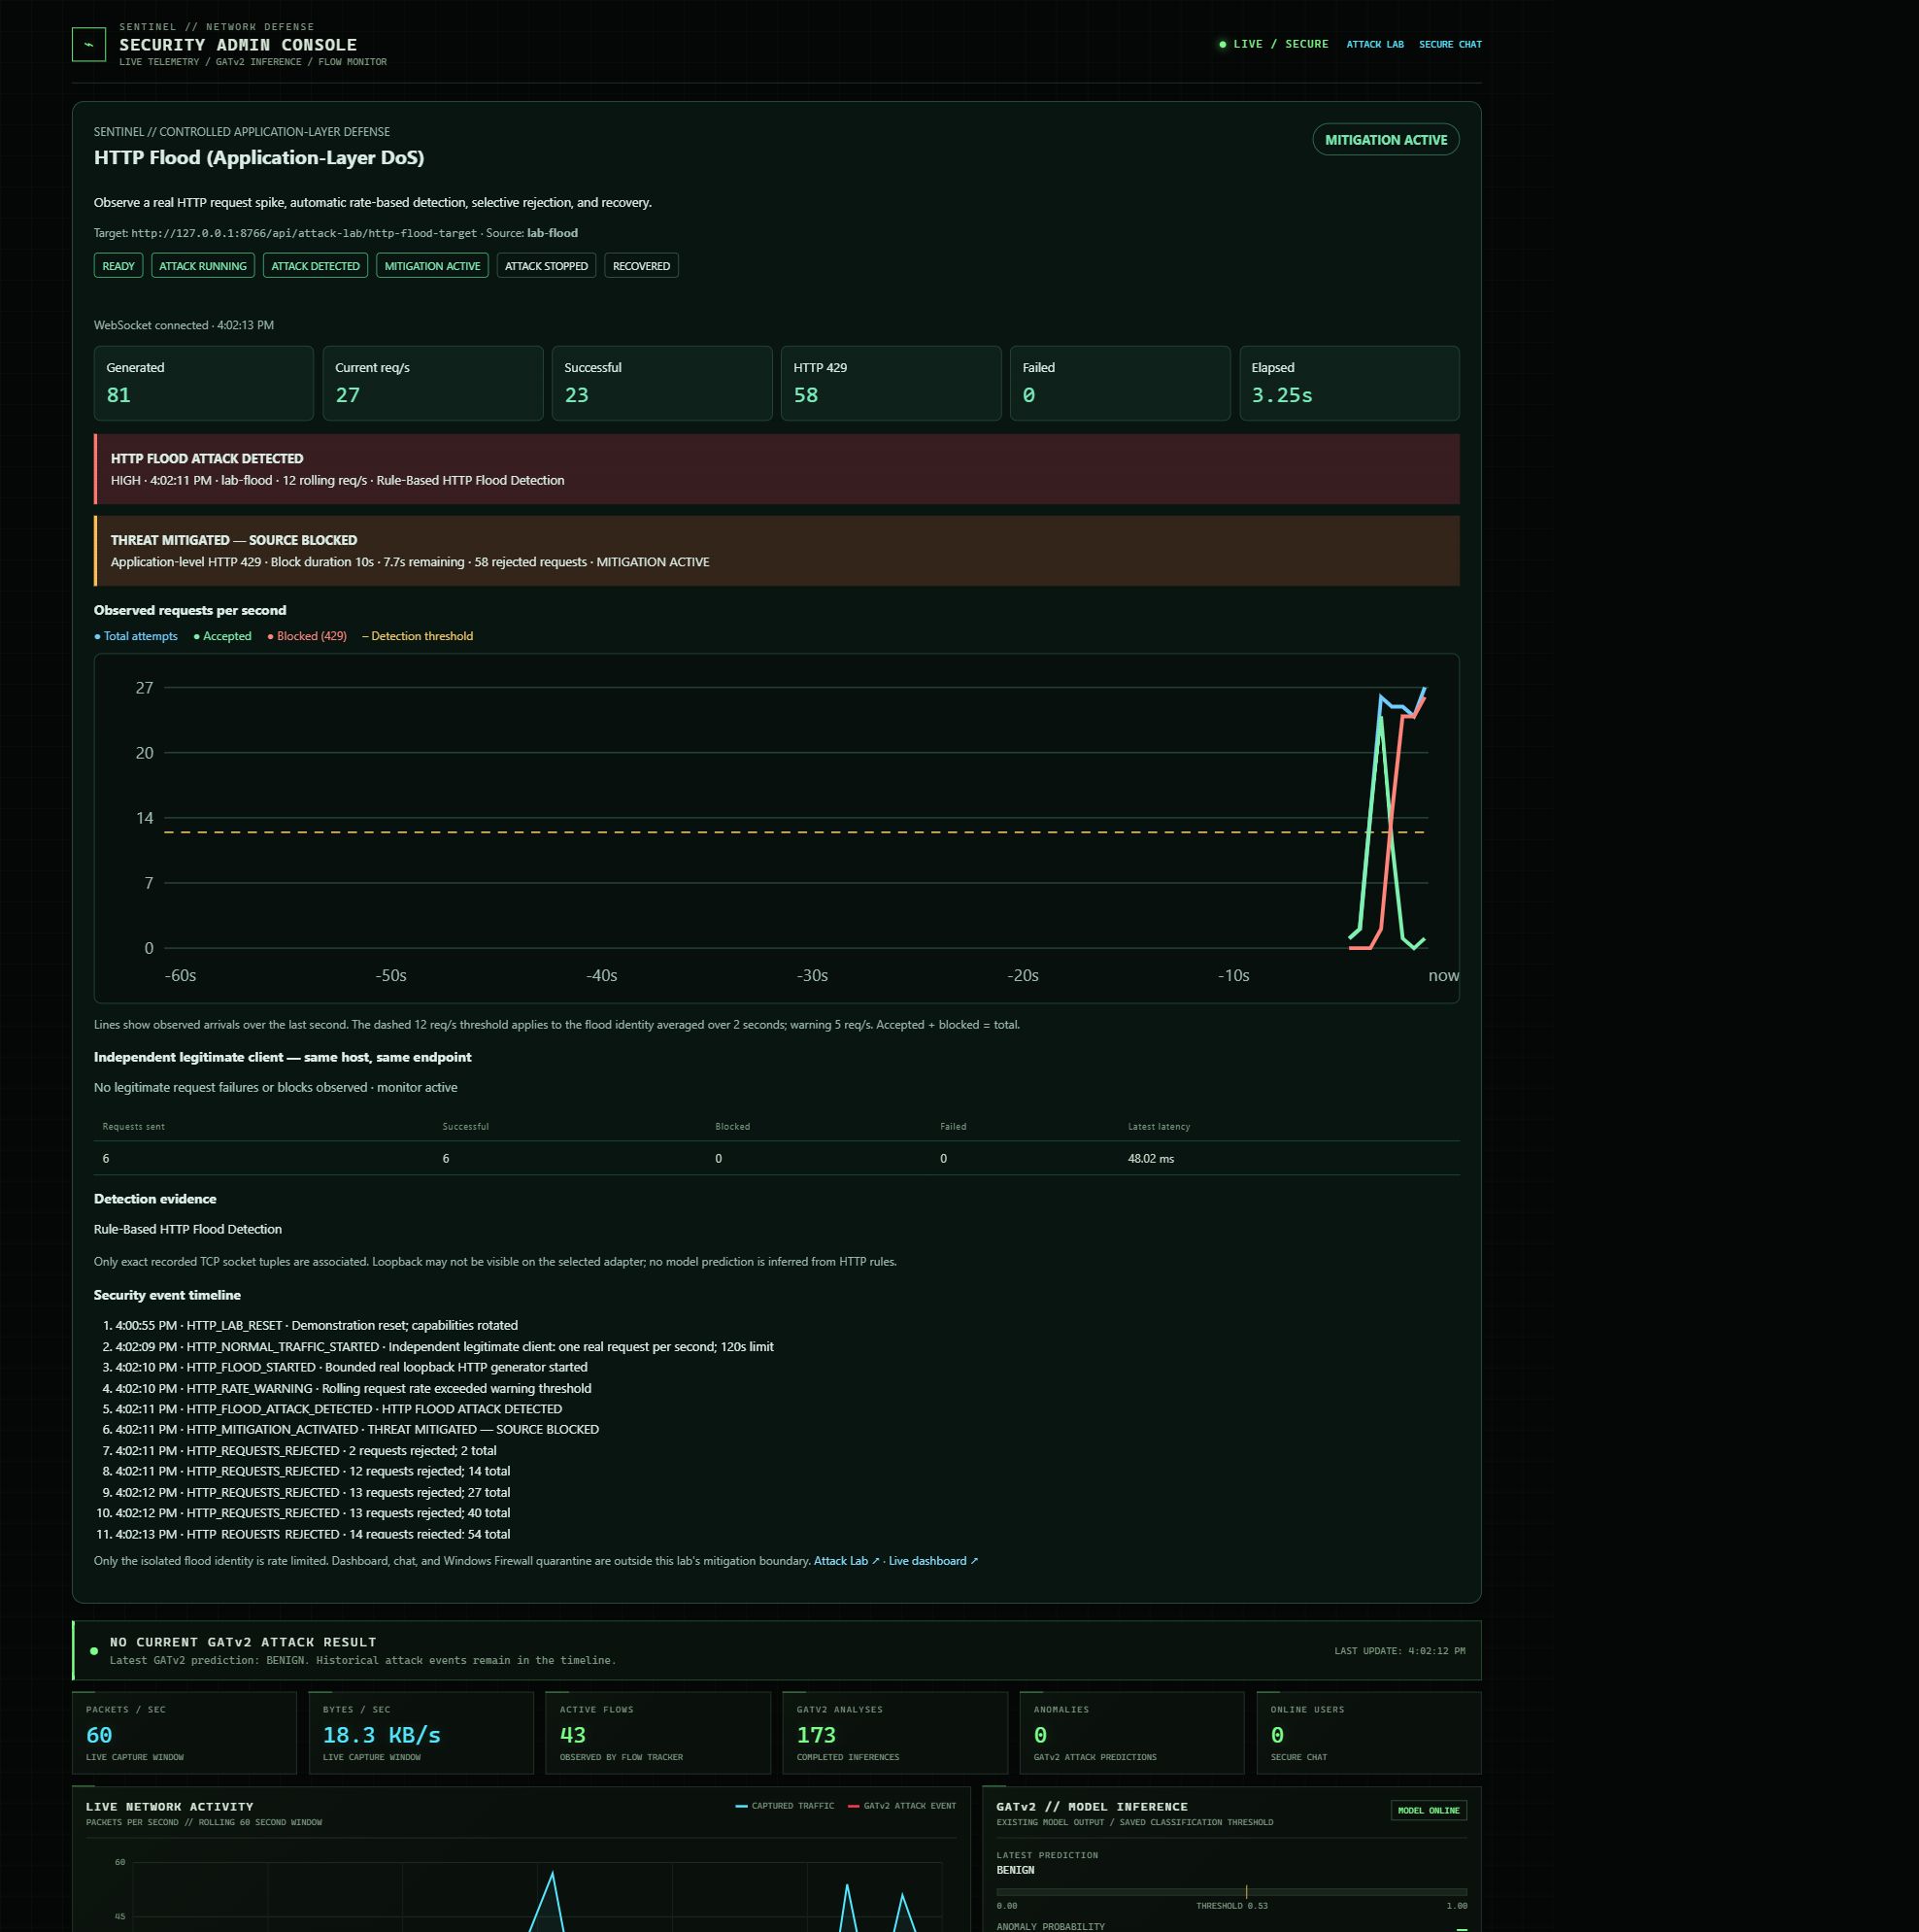 SENTINEL // NETWORK DEFENSE
SECURITY ADMIN CONSOLE
LIVE TELEMETRY / GATv2 INFERENCE / FLOW MONITOR
● LIVE / SECURE ATTACK LAB SECURE CHAT
SENTINEL // CONTROLLED APPLICATION-LAYER DEFENSE
HTTP Flood (Application-Layer DoS)
MITIGATION ACTIVE
Observe a real HTTP request spike, automatic rate-based detection, selective rejection, and recovery.
Target: http://127.0.0.1:8766/api/attack-lab/http-flood-target · Source: lab-flood
READY ATTACK RUNNING ATTACK DETECTED MITIGATION ACTIVE ATTACK STOPPED RECOVERED
WebSocket connected · 4:02:13 PM
Generated Current req/s Successful HTTP 429 Failed Elapsed
81 27 23 58 0 3.25s
HTTP FLOOD ATTACK DETECTED
HIGH · 4:02:11 PM · lab-flood · 12 rolling req/s · Rule-Based HTTP Flood Detection
THREAT MITIGATED — SOURCE BLOCKED
Application-level HTTP 429 · Block duration 10s · 7.7s remaining · 58 rejected requests · MITIGATION ACTIVE
Observed requests per second
● Total attempts ● Accepted ● Blocked (429) – Detection threshold
27
20
14
7
0
-60s -50s -40s -30s -20s -10s now
Lines show observed arrivals over the last second. The dashed 12 req/s threshold applies to the flood identity averaged over 2 seconds; warning 5 req/s. Accepted + blocked = total.
Independent legitimate client — same host, same endpoint
No legitimate request failures or blocks observed · monitor active
Requests sent Successful Blocked Failed Latest latency
6 6 0 0 48.02 ms
Detection evidence
Rule-Based HTTP Flood Detection
Only exact recorded TCP socket tuples are associated. Loopback may not be visible on the selected adapter; no model prediction is inferred from HTTP rules.
Security event timeline
1. 4:00:55 PM · HTTP_LAB_RESET · Demonstration reset; capabilities rotated
2. 4:02:09 PM · HTTP_NORMAL_TRAFFIC_STARTED · Independent legitimate client: one real request per second; 120s limit
3. 4:02:10 PM · HTTP_FLOOD_STARTED · Bounded real loopback HTTP generator started
4. 4:02:10 PM · HTTP_RATE_WARNING · Rolling request rate exceeded warning threshold
5. 4:02:11 PM · HTTP_FLOOD_ATTACK_DETECTED · HTTP FLOOD ATTACK DETECTED
6. 4:02:11 PM · HTTP_MITIGATION_ACTIVATED · THREAT MITIGATED — SOURCE BLOCKED
7. 4:02:11 PM · HTTP_REQUESTS_REJECTED · 2 requests rejected; 2 total
8. 4:02:11 PM · HTTP_REQUESTS_REJECTED · 12 requests rejected; 14 total
9. 4:02:12 PM · HTTP_REQUESTS_REJECTED · 13 requests rejected; 27 total
10. 4:02:12 PM · HTTP_REQUESTS_REJECTED · 13 requests rejected; 40 total
11. 4:02:13 PM · HTTP_REQUESTS_REJECTED · 14 requests rejected; 54 total
Only the isolated flood identity is rate limited. Dashboard, chat, and Windows Firewall quarantine are outside this lab's mitigation boundary. Attack Lab ↗ · Live dashboard ↗
NO CURRENT GATv2 ATTACK RESULT
Latest GATv2 prediction: BENIGN. Historical attack events remain in the timeline.
LAST UPDATE: 4:02:12 PM
PACKETS / SEC BYTES / SEC ACTIVE FLOWS GATV2 ANALYSES ANOMALIES ONLINE USERS
60 18.3 KB/s 43 173 0 0
LIVE CAPTURE WINDOW LIVE CAPTURE WINDOW OBSERVED BY FLOW TRACKER COMPLETED INFERENCES GATv2 ATTACK PREDICTIONS SECURE CHAT
LIVE NETWORK ACTIVITY
PACKETS PER SECOND // ROLLING 60 SECOND WINDOW
CAPTURED TRAFFIC GATv2 ATTACK EVENT
60
45
GATv2 // MODEL INFERENCE
EXISTING MODEL OUTPUT / SAVED CLASSIFICATION THRESHOLD
MODEL ONLINE
LATEST PREDICTION
BENIGN
0.00 THRESHOLD 0.53 1.00
ANOMALY PROBABILITY